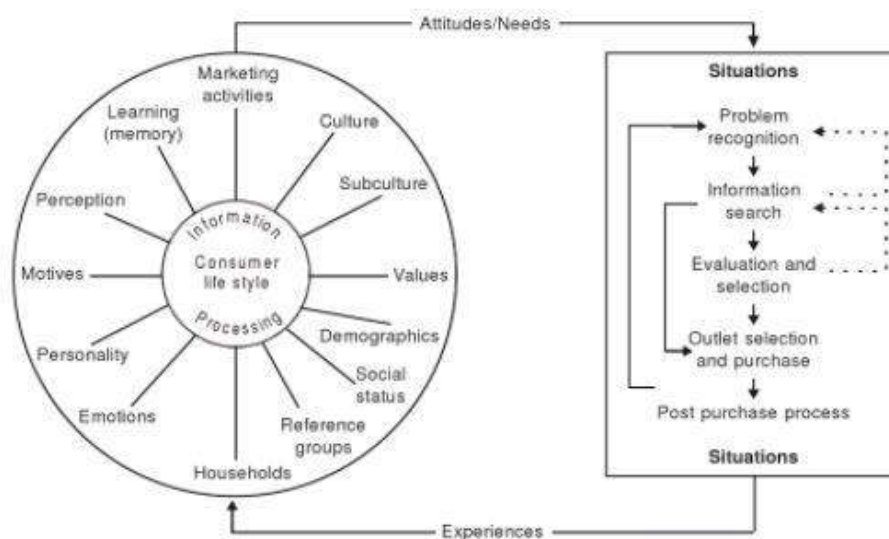 Attitudes/Needs
Marketing
activities
Learning
(memory)
Culture
Perception
Subculture
Motives
Values
Personality
Demographics
Emotions
Social
status
Reference
groups
Households
Information
Consumer
life style
Processing
Situations
Problem
recognition
Information
search
Evaluation and
selection
Outlet selection
and purchase
Post purchase process
Situations
Experiences